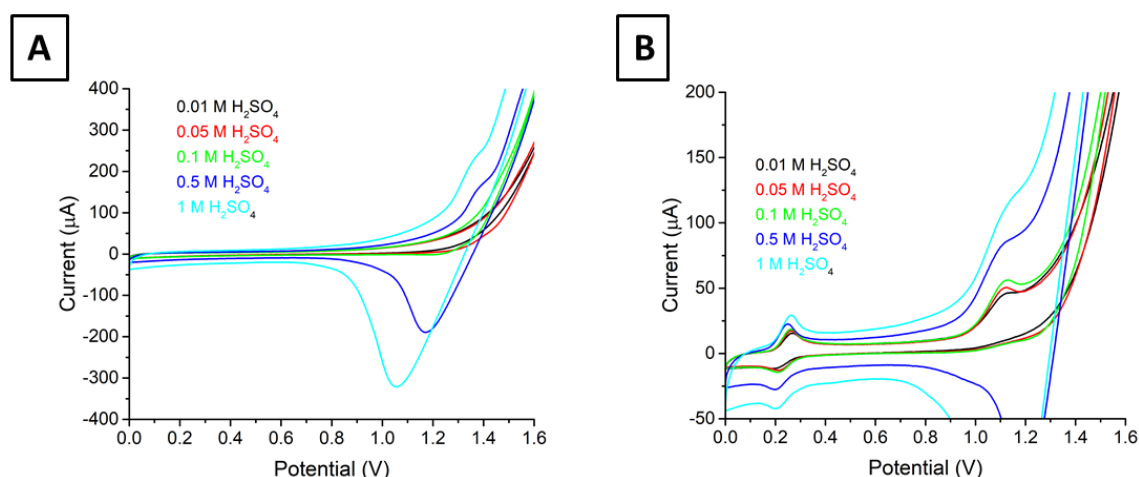 A
400
300
200
100
0
-100
-200
-300
-400
Current (µA)
0.01 M H₂SO₄
0.05 M H₂SO₄
0.1 M H₂SO₄
0.5 M H₂SO₄
1 M H₂SO₄
0.0 0.2 0.4 0.6 0.8 1.0 1.2 1.4 1.6
Potential (V)
B
200
150
100
50
0
-50
Current (µA)
0.01 M H₂SO₄
0.05 M H₂SO₄
0.1 M H₂SO₄
0.5 M H₂SO₄
1 M H₂SO₄
0.0 0.2 0.4 0.6 0.8 1.0 1.2 1.4 1.6
Potential (V)